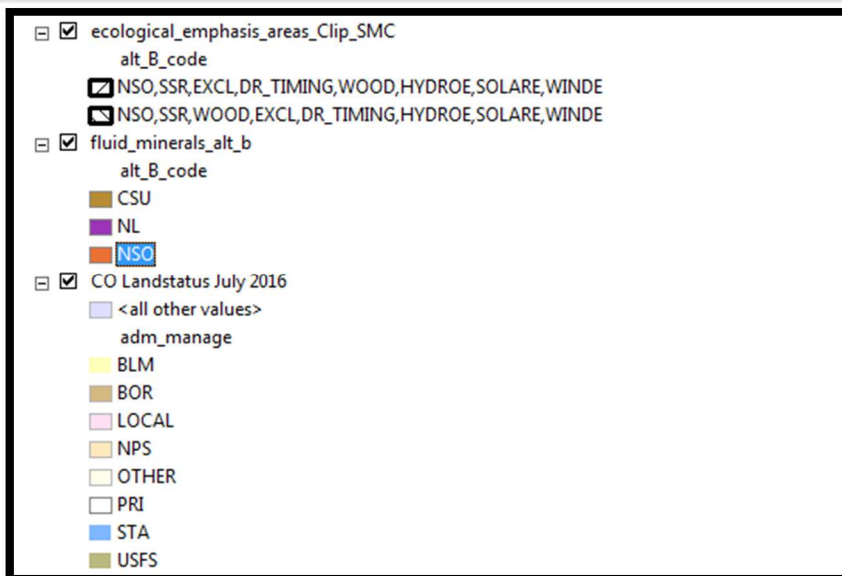 ecological_emphasis_areas_Clip_SMC
alt_B_code
NSO,SSR,EXCL,DR_TIMING,WOOD,HYDROE,SOLARE,WINDE
NSO,SSR,WOOD,EXCL,DR_TIMING,HYDROE,SOLARE,WINDE
fluid_minerals_alt_b
alt_B_code
CSU
NL
NSO
CO Landstatus July 2016
<all other values>
adm_manage
BLM
BOR
LOCAL
NPS
OTHER
PRI
STA
USFS